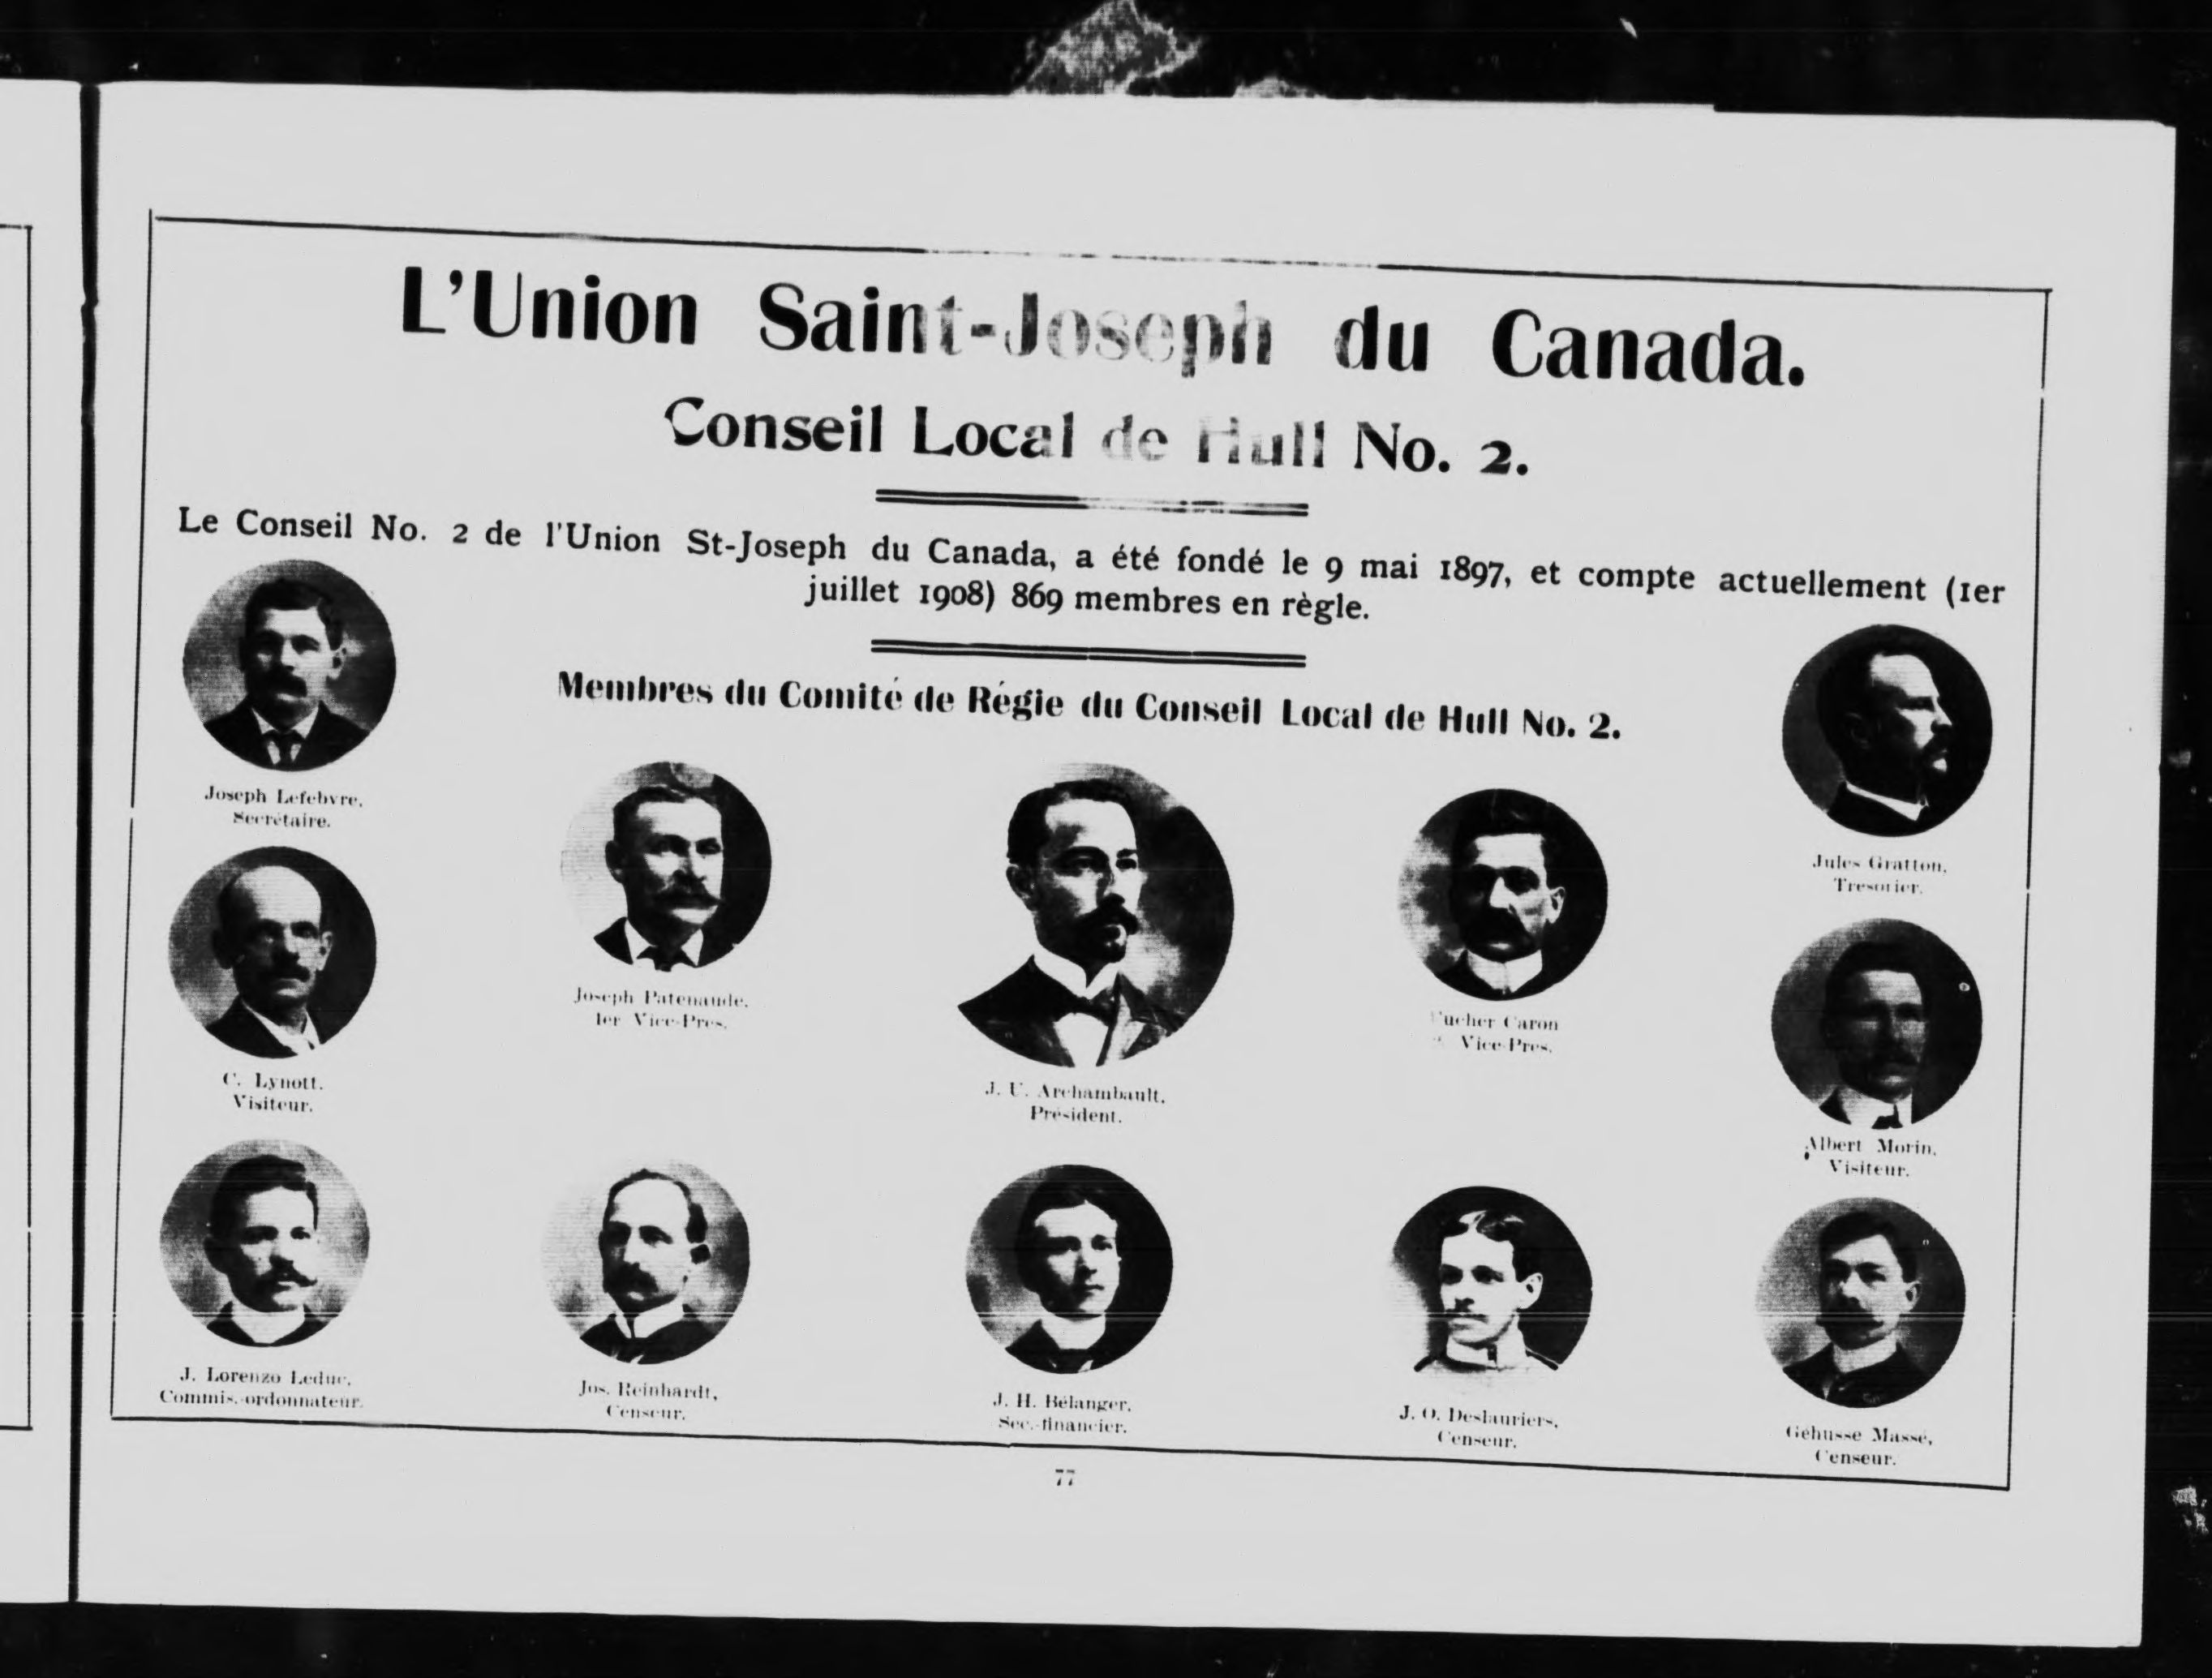 L'Union Saint-Joseph du Canada.
Conseil Local de Hull No. 2.
Le Conseil No. 2 de l'Union St-Joseph du Canada, a été fondé le 9 mai 1897, et compte actuellement (1er
juillet 1908) 869 membres en règle.
Membres du Comité de Régie du Conseil Local de Hull No. 2.
Joseph Lefebvre,
Secrétaire.
Jules Gratton,
Tresorier.
Joseph Patenaude,
1er Vice-Pres.
J. U. Archambault,
Président.
Caron
Vice-Pres.
C. Lynott.
Visiteur.
Albert Morin,
Visiteur.
J. Lorenzo Leduc,
Commis.-ordonnateur.
Jos. Reinhardt,
Censeur.
J. H. Bélanger,
Sec.-financier.
J. O. Deslauriers,
Censeur.
Géhusse Massé,
Censeur.
77